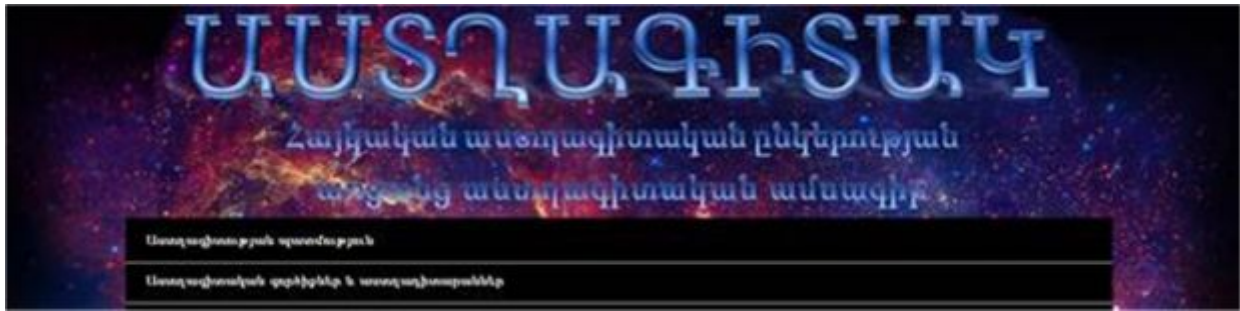 ԱՍՏՂԱԳԻՏԱԿ
Հայկական աստղագիտական ընկերության
առցանց աստղագիտական ամսագիր
Աստղագիտության պատմություն
Աստղագիտական գործիքներ և աստղադիտարաններ